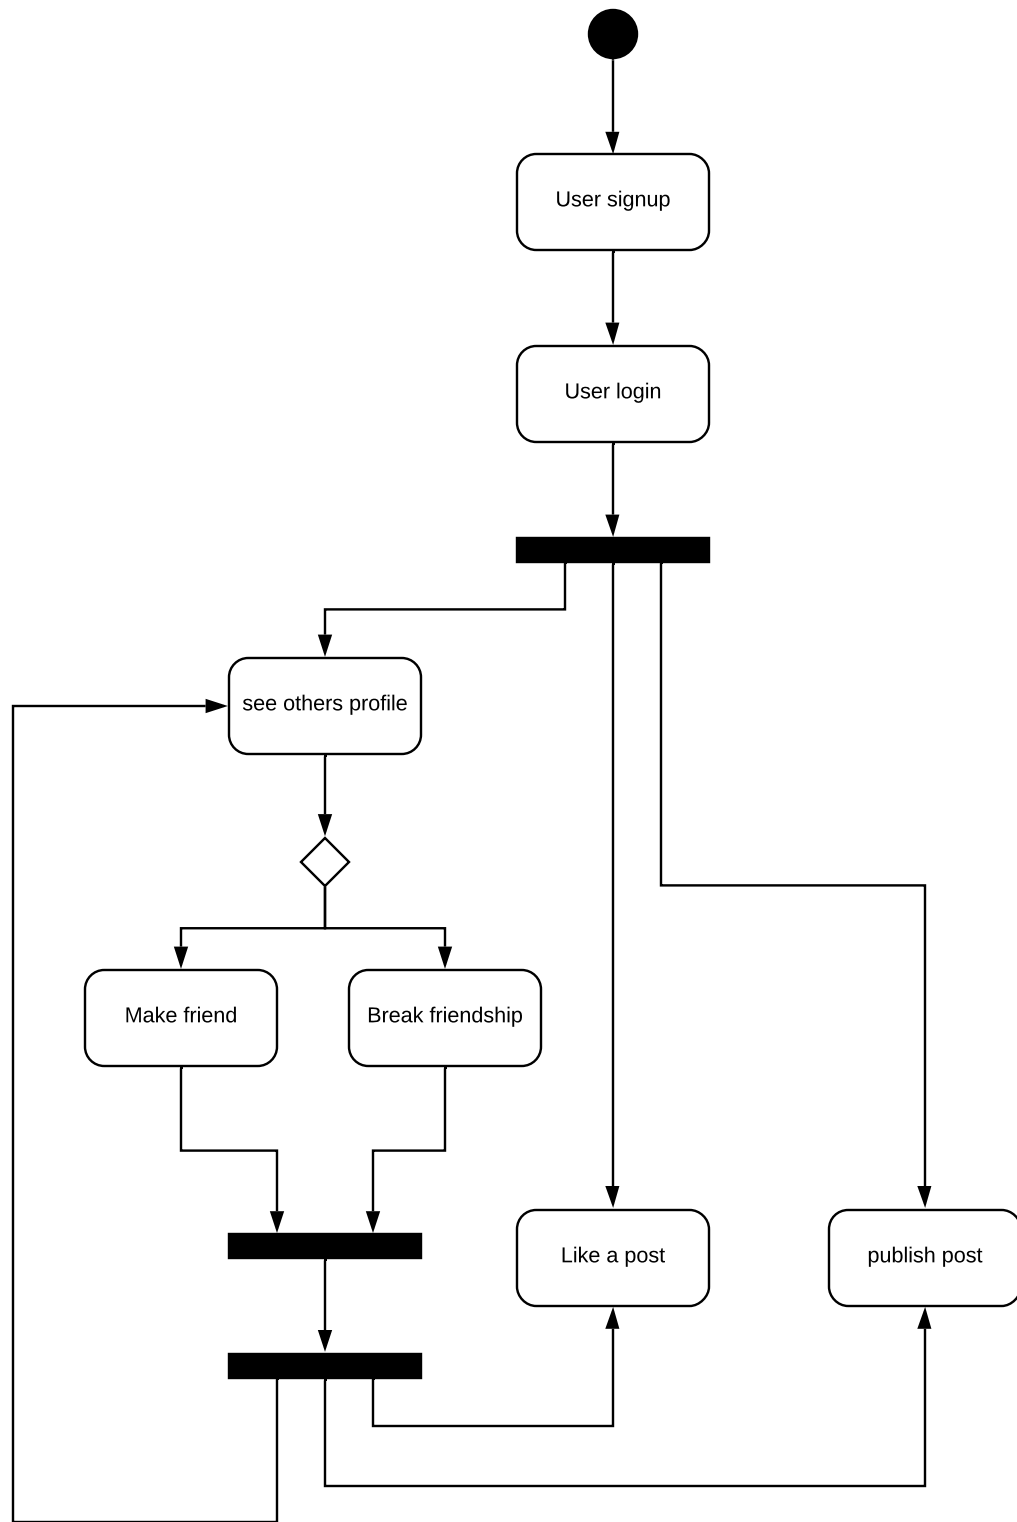 User signup
User login
see others profile
Make friend
Break friendship
Like a post
publish post